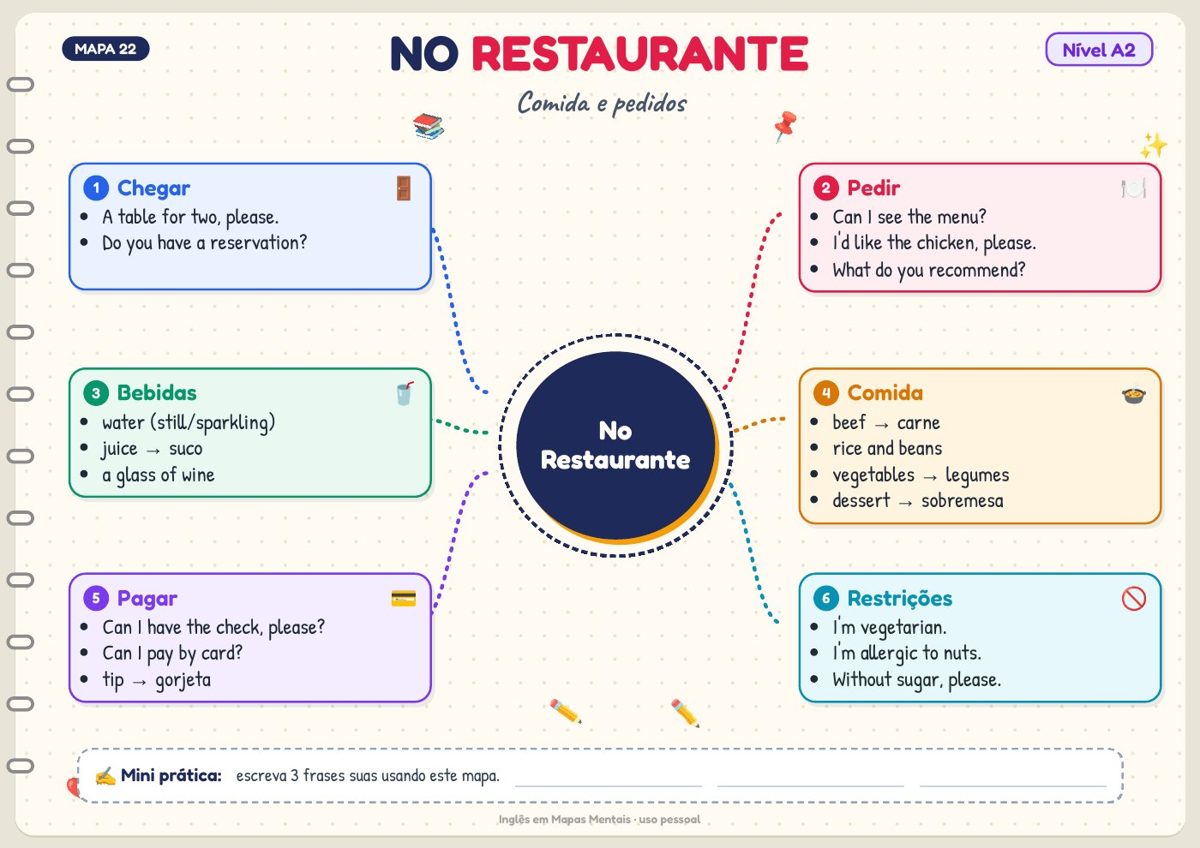 MAPA 22
NO RESTAURANTE
Nível A2
Comida e pedidos
1 Chegar
• A table for two, please.
• Do you have a reservation?
2 Pedir
• Can I see the menu?
• I'd like the chicken, please.
• What do you recommend?
No
Restaurante
3 Bebidas
• water (still/sparkling)
• juice → suco
• a glass of wine
4 Comida
• beef → carne
• rice and beans
• vegetables → legumes
• dessert → sobremesa
5 Pagar
• Can I have the check, please?
• Can I pay by card?
• tip → gorjeta
6 Restrições
• I'm vegetarian.
• I'm allergic to nuts.
• Without sugar, please.
Mini prática: escreva 3 frases suas usando este mapa.
Inglês em Mapas Mentais · uso pessoal